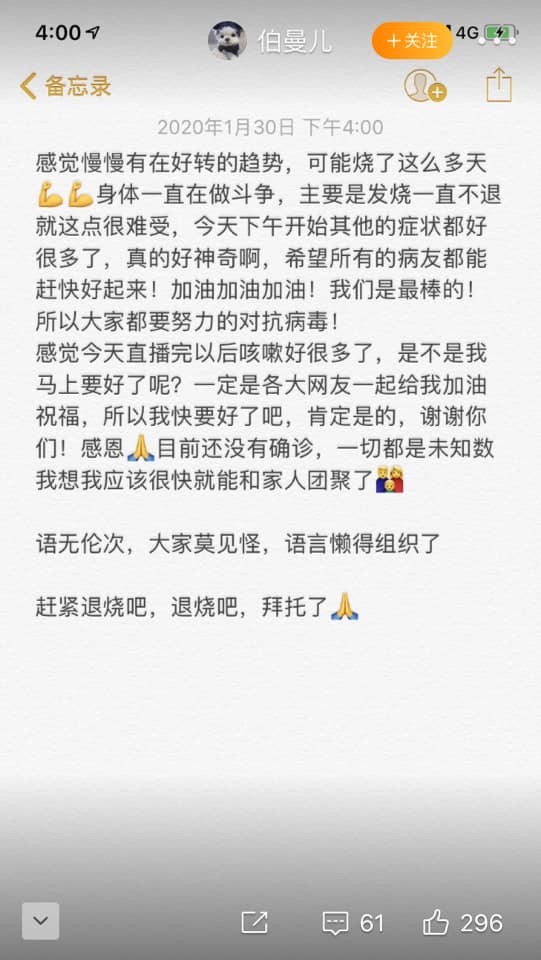 4:00
4G
伯曼儿
+关注
备忘录
2020年1月30日 下午4:00
感觉慢慢有在好转的趋势，可能烧了这么多天
💪💪身体一直在做斗争，主要是发烧一直不退
就这点很难受，今天下午开始其他的症状都好
很多了，真的好神奇啊，希望所有的病友都能
赶快好起来！加油加油加油！我们是最棒的！
所以大家都要努力的对抗病毒！
感觉今天直播完以后咳嗽好很多了，是不是我
马上要好了呢？一定是各大网友一起给我加油
祝福，所以我快要好了吧，肯定是的，谢谢你
们！感恩🙏目前还没有确诊，一切都是未知数
我想我应该很快就能和家人团聚了👨‍👩‍👦
语无伦次，大家莫见怪，语言懒得组织了
赶紧退烧吧，退烧吧，拜托了🙏
61
296